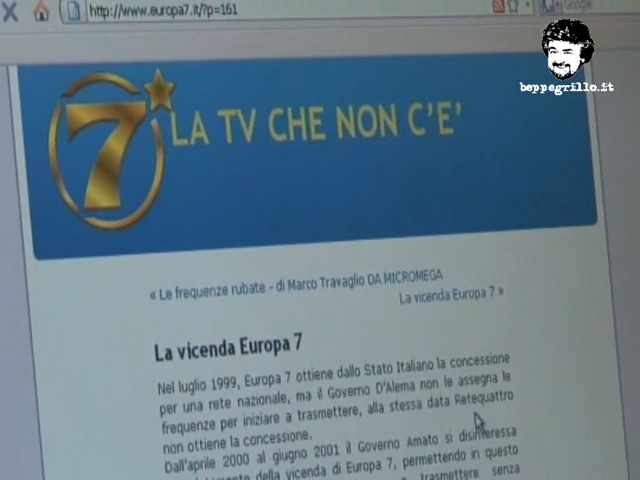 http://www.europa7.it/?p=161
Google
beppegrillo.it
7 LA TV CHE NON C'E'
« Le frequenze rubate - di Marco Travaglio DA MICROMEGA
La vicenda Europa 7 »
La vicenda Europa 7
Nel luglio 1999, Europa 7 ottiene dallo Stato Italiano la concessione
per una rete nazionale, ma il Governo D'Alema non le assegna le
frequenze per iniziare a trasmettere, alla stessa data Retequattro
non ottiene la concessione.
Dall'aprile 2000 al giugno 2001 il Governo Amato si disinteressa
della vicenda di Europa 7, permettendo in questo
trasmettere senza